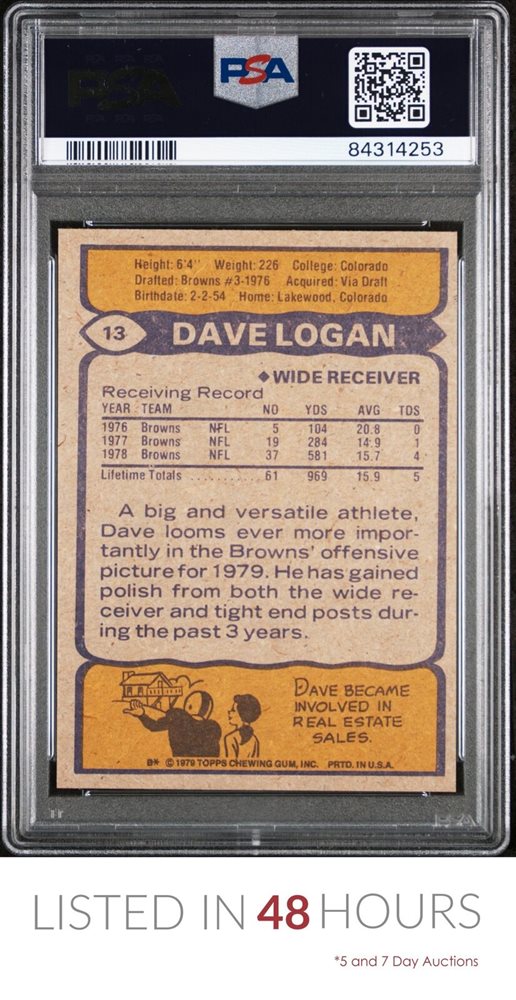 PSA
84314253
Height: 6'4" Weight: 226 College: Colorado
Drafted: Browns #3-1976 Acquired: Via Draft
Birthdate: 2-2-54 Home: Lakewood, Colorado
13 DAVE LOGAN
◆WIDE RECEIVER
Receiving Record
YEAR TEAM NO YDS AVG TDS
1976 Browns NFL 5 104 20.8 0
1977 Browns NFL 19 284 14.9 1
1978 Browns NFL 37 581 15.7 4
Lifetime Totals .......... 61 969 15.9 5
A big and versatile athlete,
Dave looms ever more impor-
tantly in the Browns' offensive
picture for 1979. He has gained
polish from both the wide re-
ceiver and tight end posts dur-
ing the past 3 years.
DAVE BECAME
INVOLVED IN
REAL ESTATE
SALES.
B* © 1979 TOPPS CHEWING GUM, INC. PRTD. IN U.S.A.
PSA
LISTED IN 48 HOURS
*5 and 7 Day Auctions